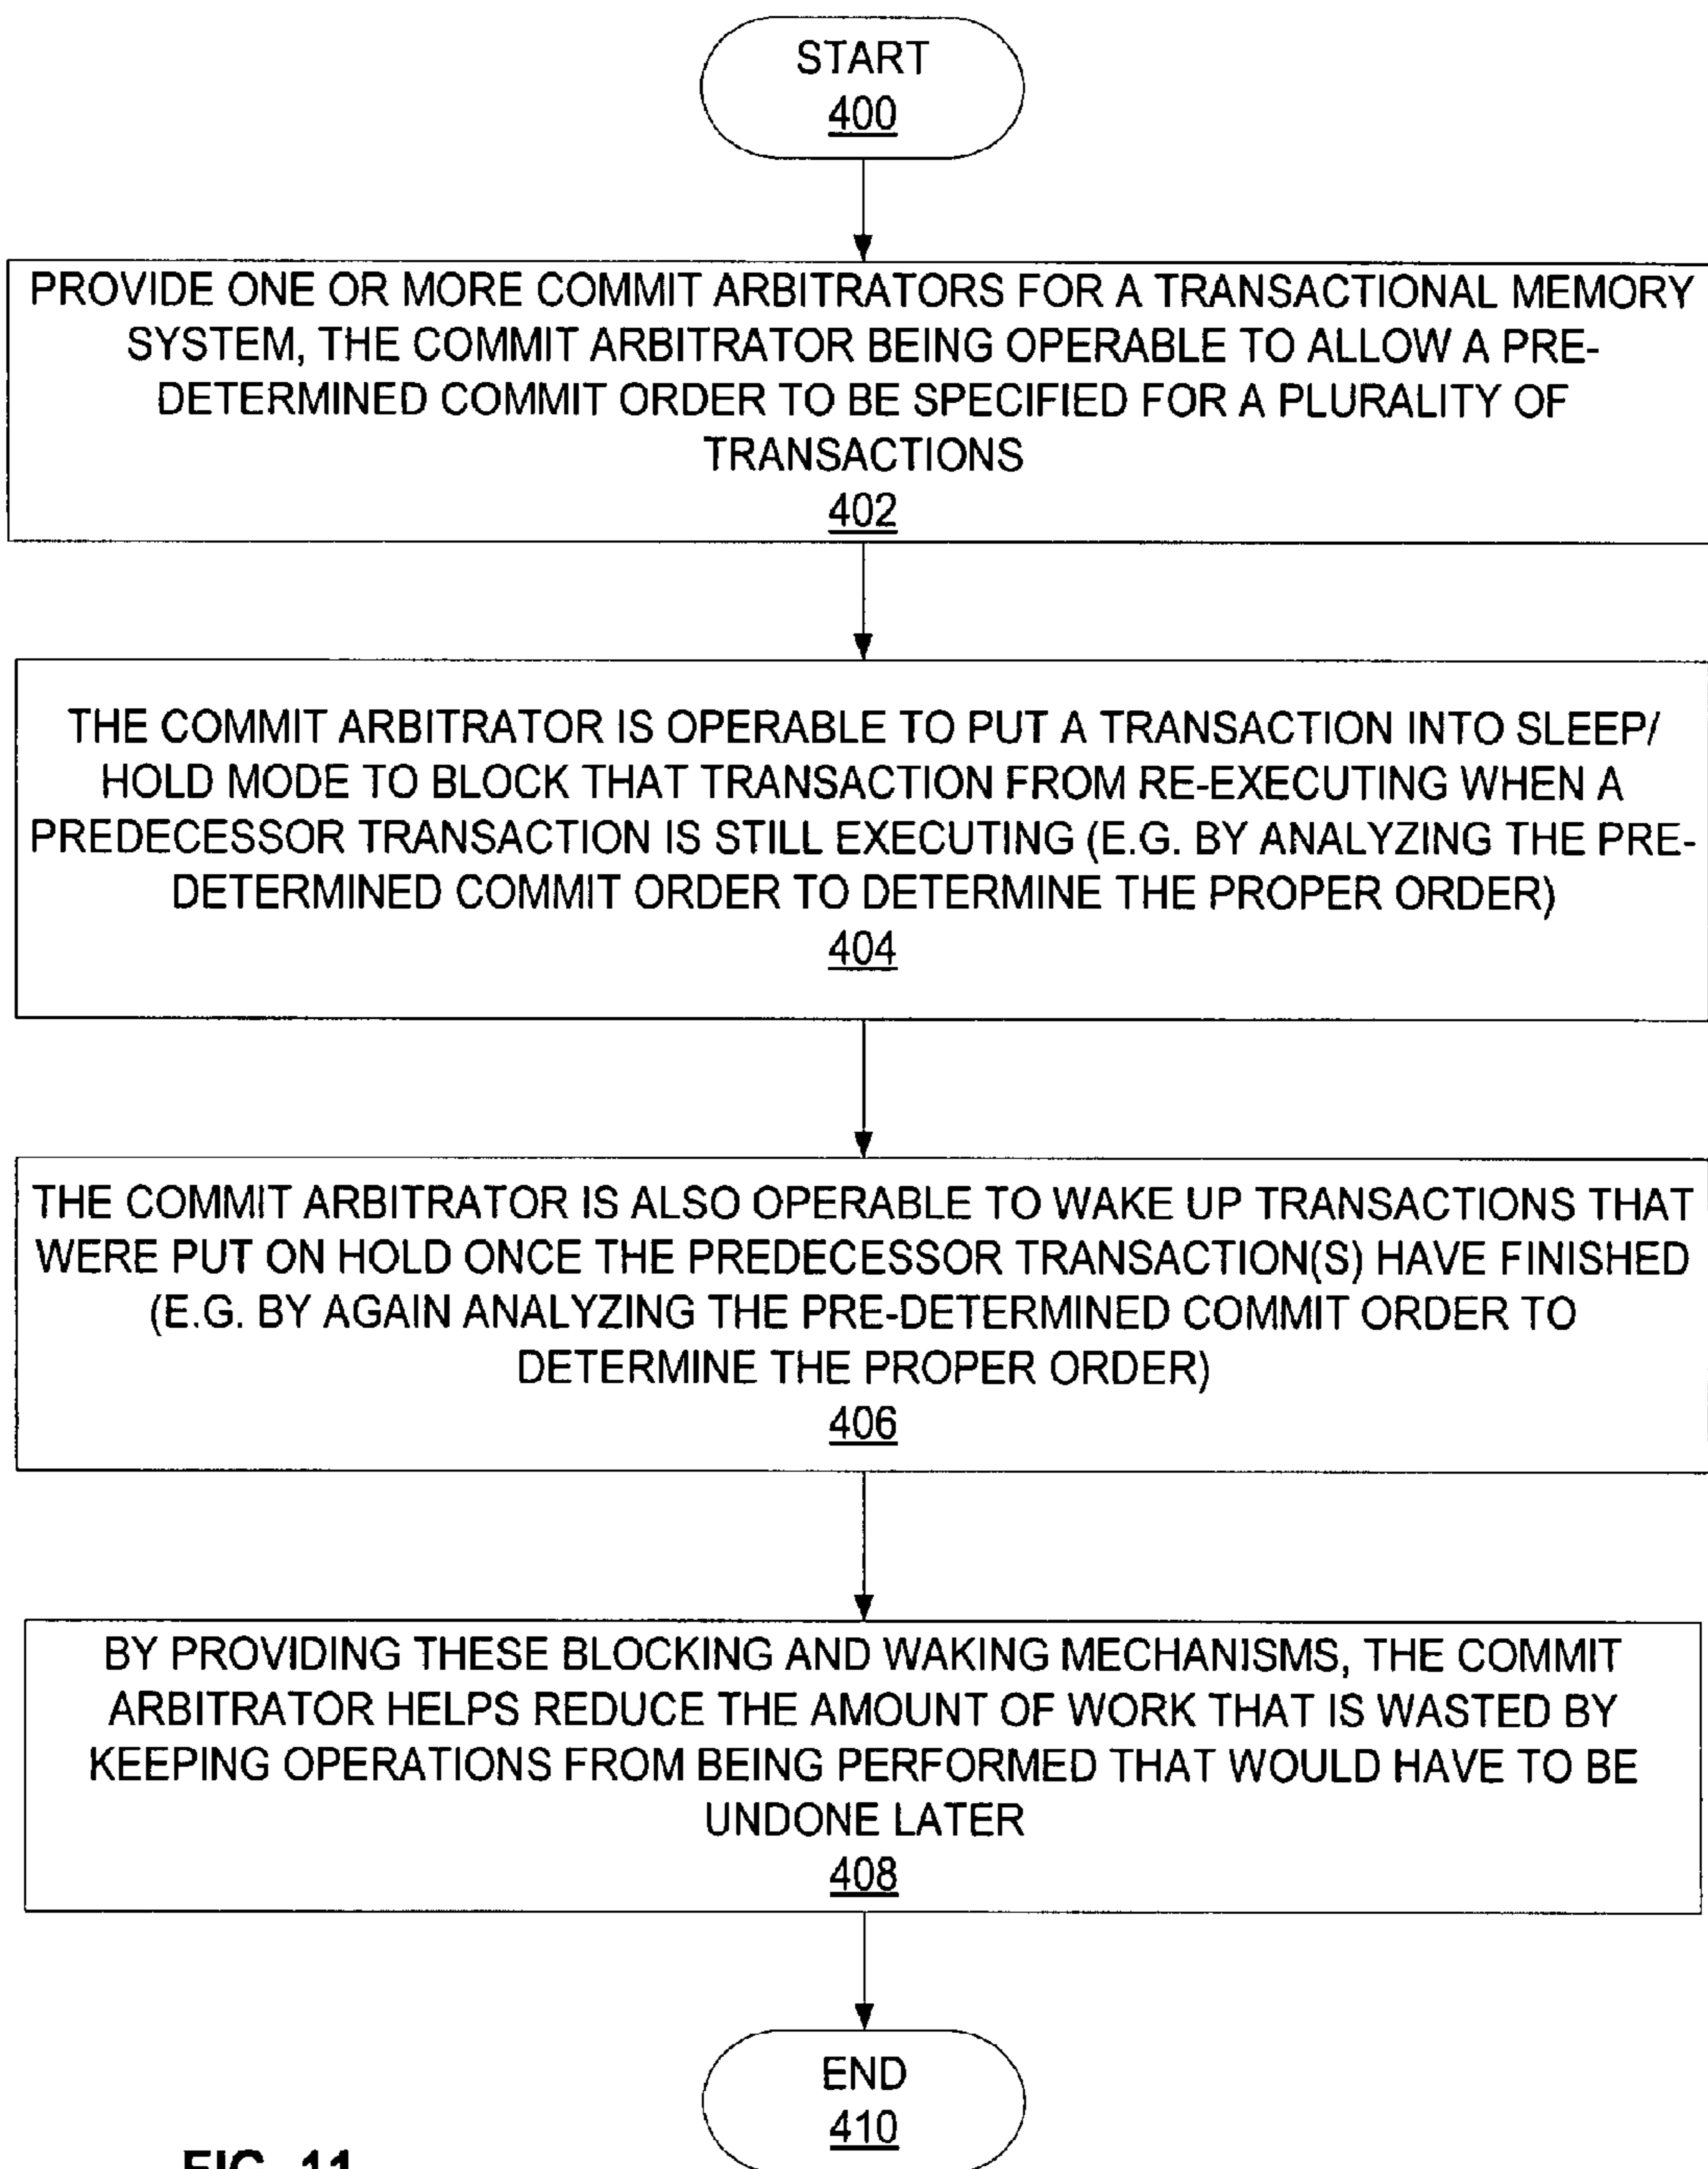 START
400
PROVIDE ONE OR MORE COMMIT ARBITRATORS FOR A TRANSACTIONAL MEMORY
SYSTEM, THE COMMIT ARBITRATOR BEING OPERABLE TO ALLOW A PRE-
DETERMINED COMMIT ORDER TO BE SPECIFIED FOR A PLURALITY OF
TRANSACTIONS
402
THE COMMIT ARBITRATOR IS OPERABLE TO PUT A TRANSACTION INTO SLEEP/
HOLD MODE TO BLOCK THAT TRANSACTION FROM RE-EXECUTING WHEN A
PREDECESSOR TRANSACTION IS STILL EXECUTING (E.G. BY ANALYZING THE PRE-
DETERMINED COMMIT ORDER TO DETERMINE THE PROPER ORDER)
404
THE COMMIT ARBITRATOR IS ALSO OPERABLE TO WAKE UP TRANSACTIONS THAT
WERE PUT ON HOLD ONCE THE PREDECESSOR TRANSACTION(S) HAVE FINISHED
(E.G. BY AGAIN ANALYZING THE PRE-DETERMINED COMMIT ORDER TO
DETERMINE THE PROPER ORDER)
406
BY PROVIDING THESE BLOCKING AND WAKING MECHANISMS, THE COMMIT
ARBITRATOR HELPS REDUCE THE AMOUNT OF WORK THAT IS WASTED BY
KEEPING OPERATIONS FROM BEING PERFORMED THAT WOULD HAVE TO BE
UNDONE LATER
408
END
410
FIG. 11